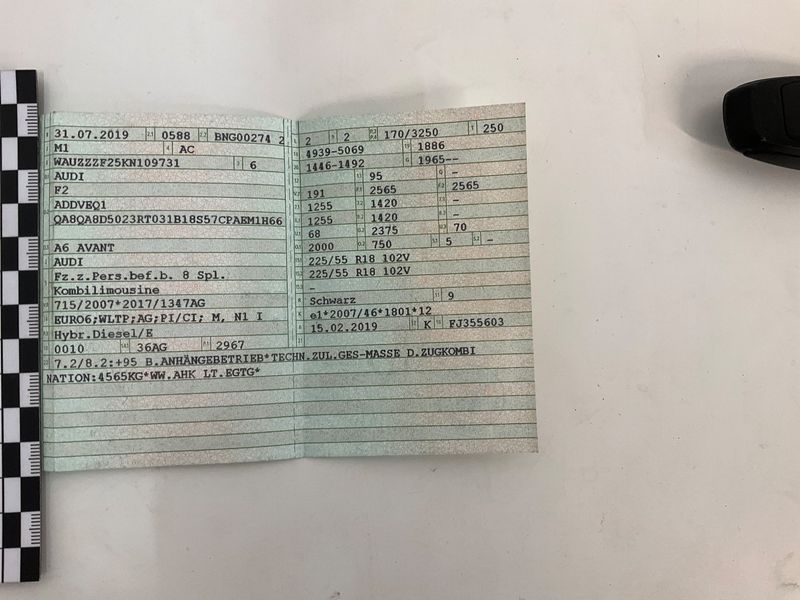 31.07.2019 0588 BNG00274 2
M1 AC
WAUZZZF25KN109731 6
AUDI
F2
ADDVEQ1
QA8QA8D5023RT031B18S57CPAEM1H66
A6 AVANT
AUDI
Fz.z.Pers.bef.b. 8 Spl.
Kombilimousine
715/2007*2017/1347AG
EURO6;WLTP;AG;PI/CI; M, N1 I
Hybr.Diesel/E
0010 36AG 2967
7.2/8.2:+95 B.ANHÄNGEBETRIEB*TECHN.ZUL.GES-MASSE D.ZUGKOMBI
NATION:4565KG*WW.AHK LT.EGTG*
2 2 170/3250 250
4939-5069 1886
1446-1492 1965--
95 -
191 2565 2565
1255 1420 -
1255 1420 -
68 2375 70
2000 750 5 -
225/55 R18 102V
225/55 R18 102V
-
Schwarz 9
e1*2007/46*1801*12
15.02.2019 K FJ355603